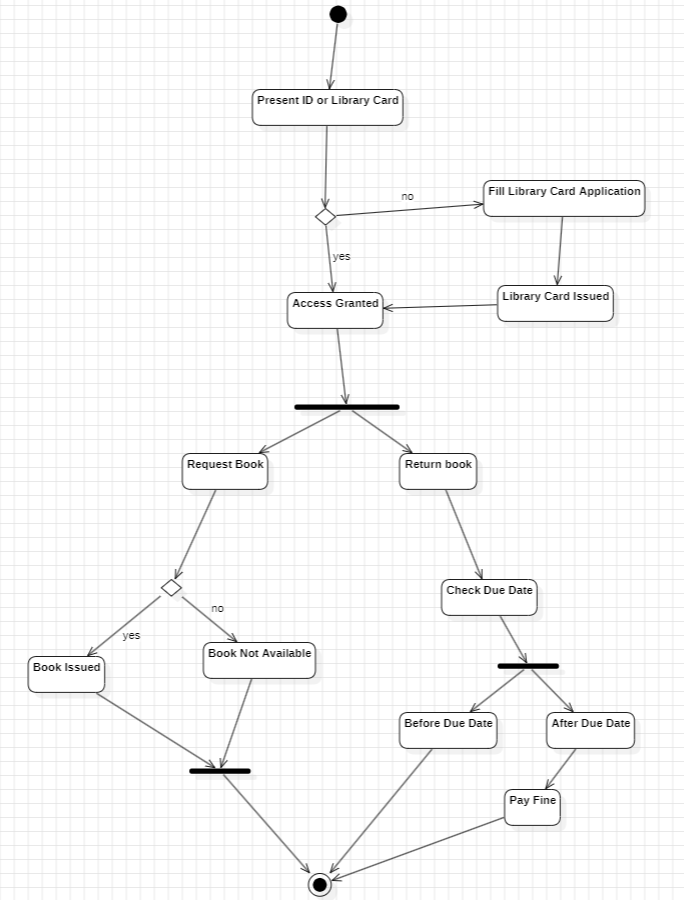 Present ID or Library Card
no
Fill Library Card Application
yes
Library Card Issued
Access Granted
Request Book
Return book
Check Due Date
no
yes
Book Not Available
Book Issued
Before Due Date
After Due Date
Pay Fine